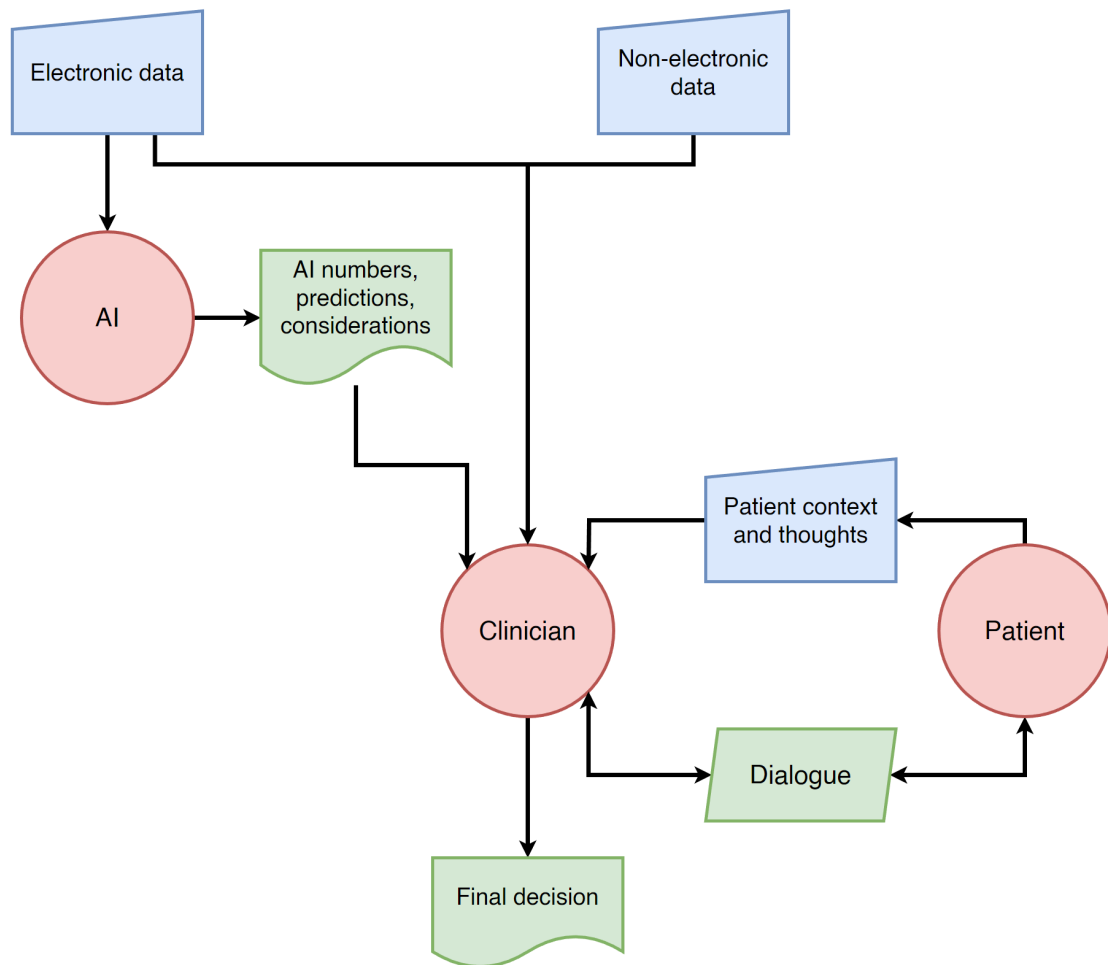 Electronic data
Non-electronic
data
AI
AI numbers,
predictions,
considerations
Patient context
and thoughts
Clinician
Patient
Dialogue
Final decision